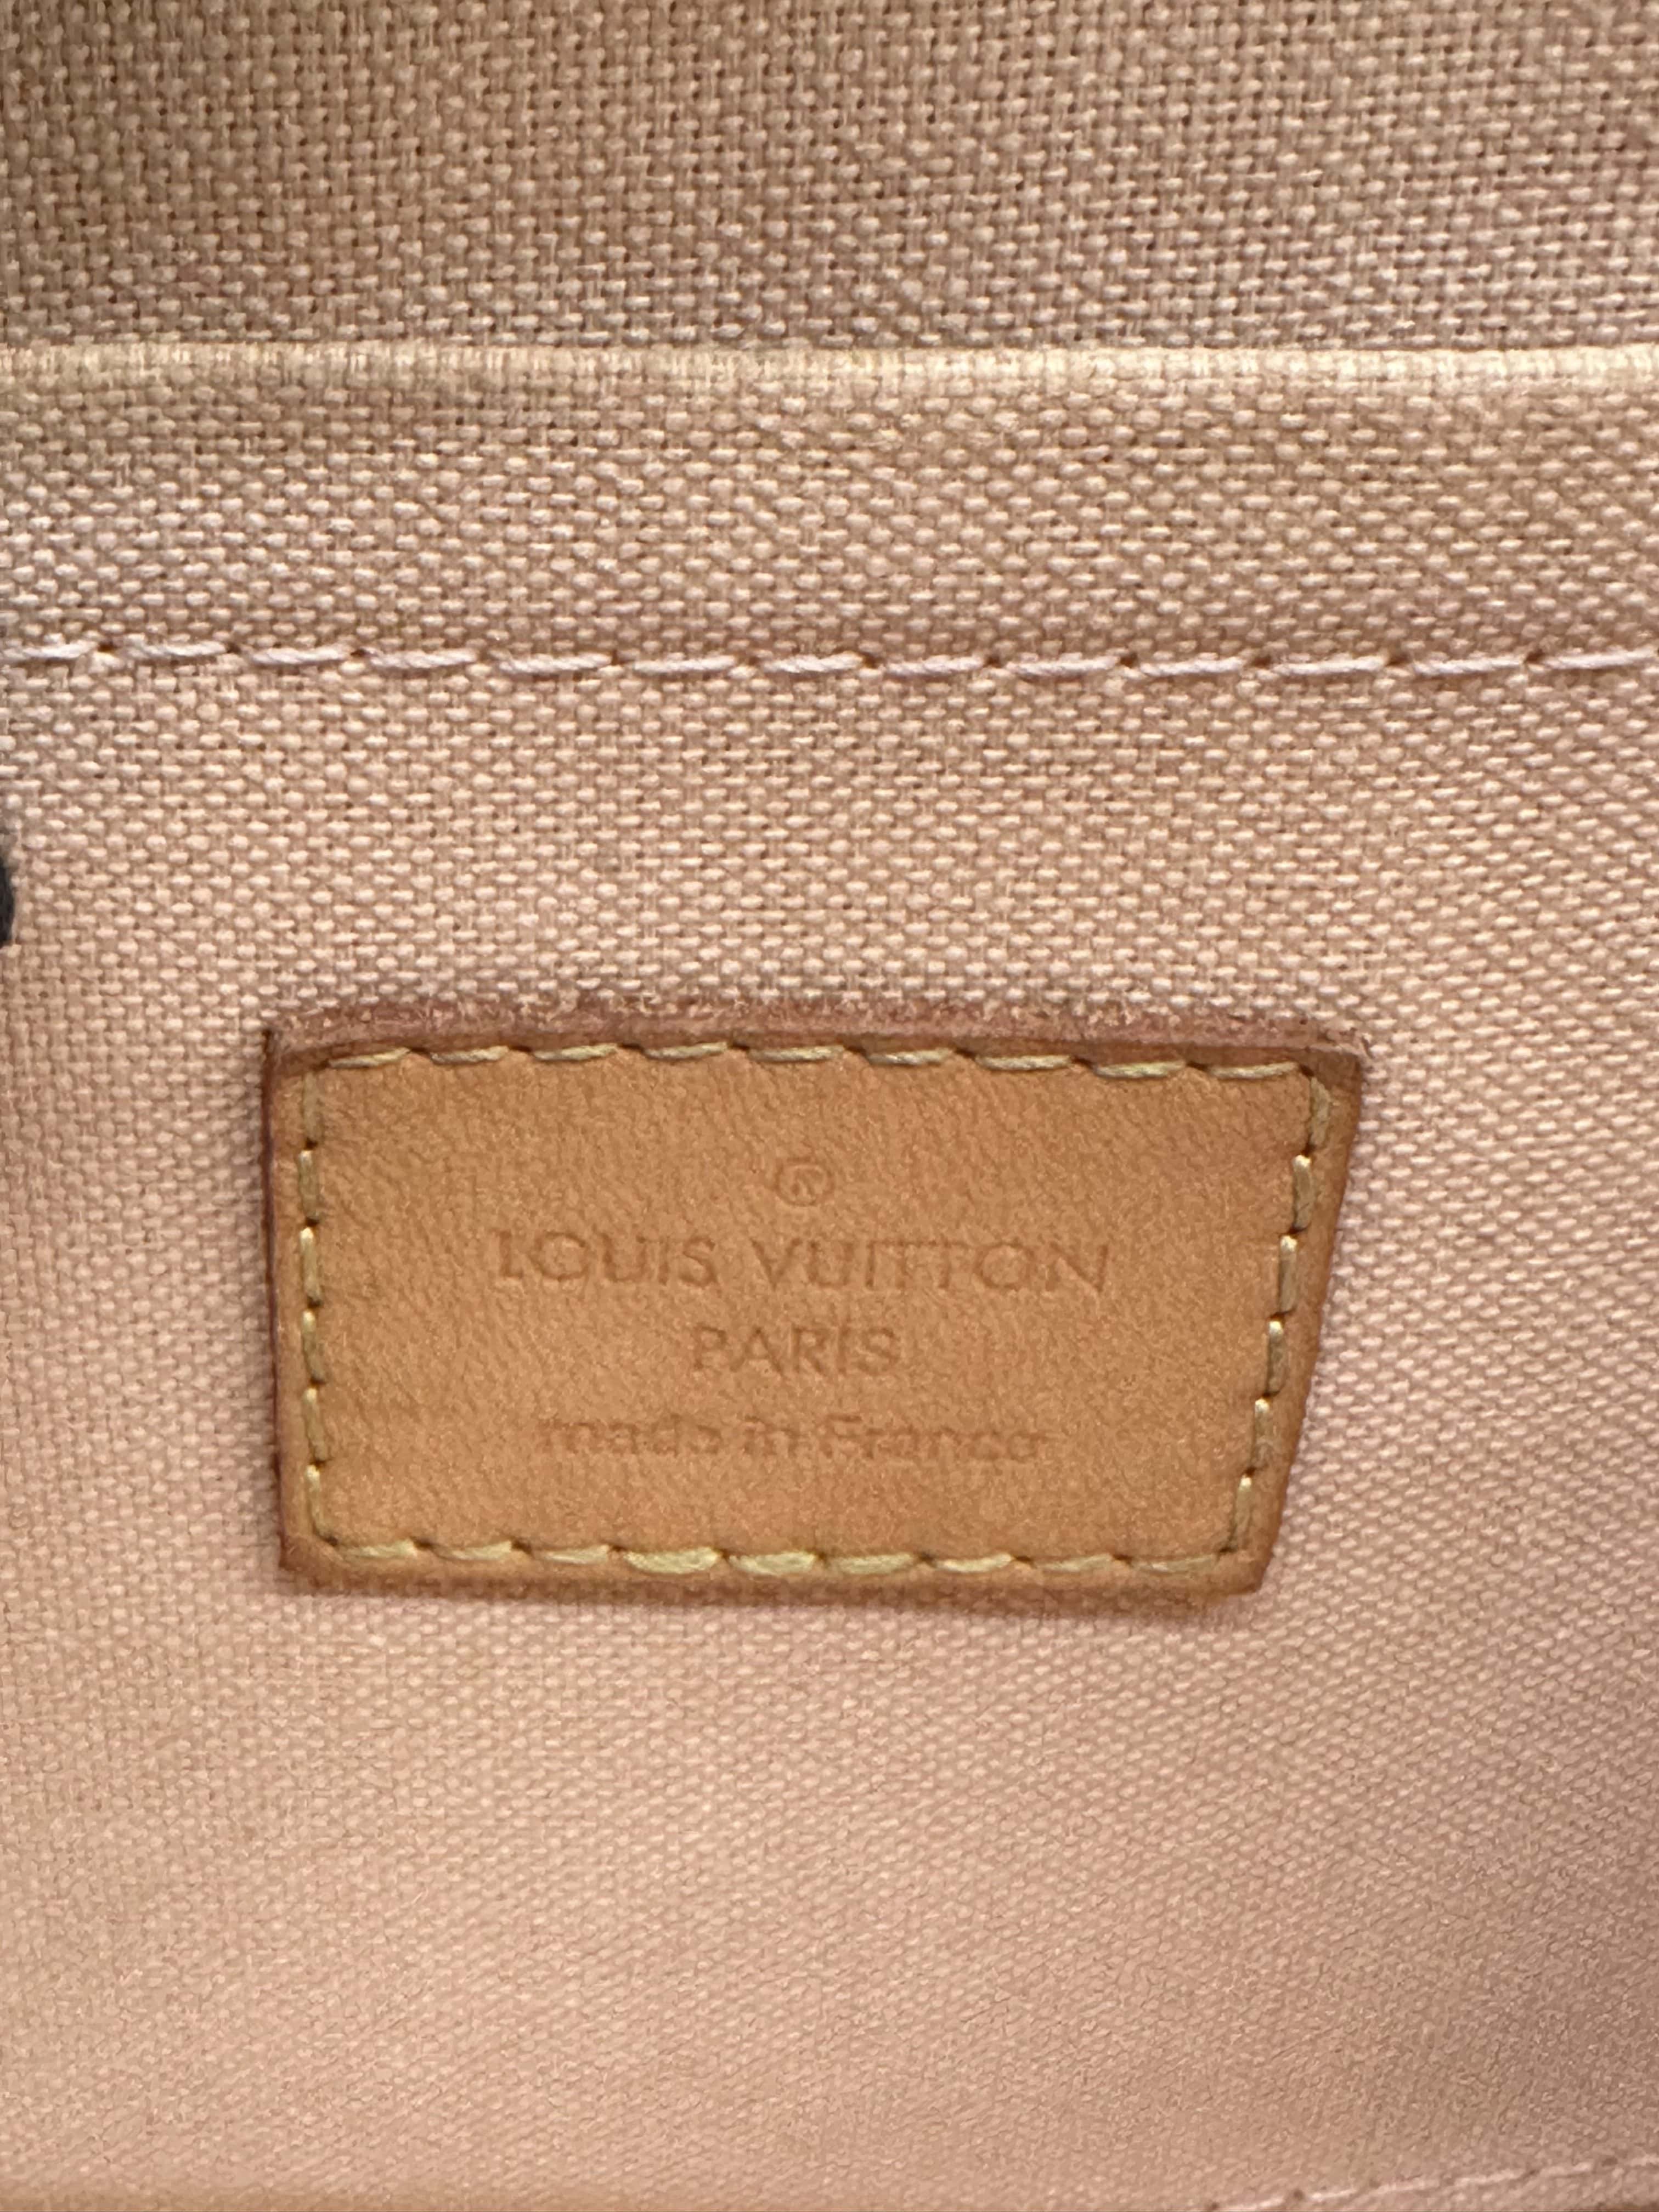 ®
LOUIS VUITTON
PARIS
made in France